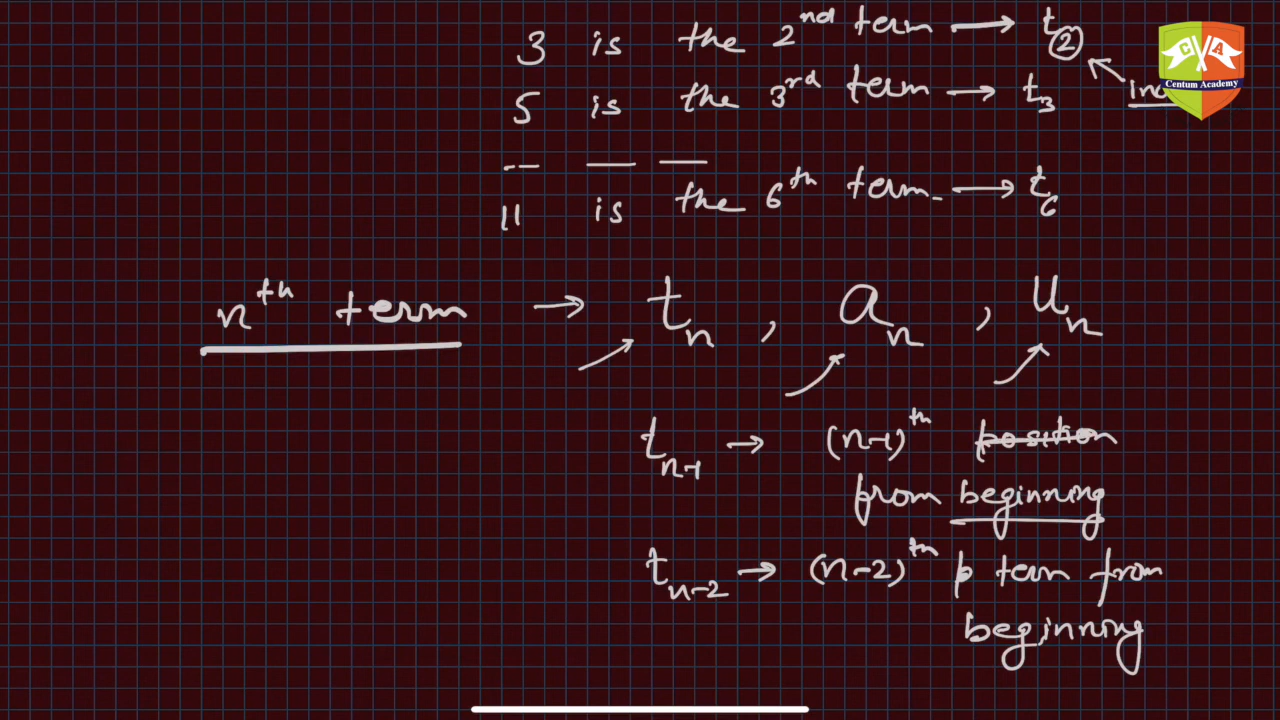 3 is the 2nd term → t②
5 is the 3rd term → t₃
C A
Centum Academy
11 is the 6th term. → t₆
nth term → tₙ , aₙ , uₙ
tₙ₋₁ → (n-1)th position
from beginning
tₙ₋₂ → (n-2)th p term from
beginning